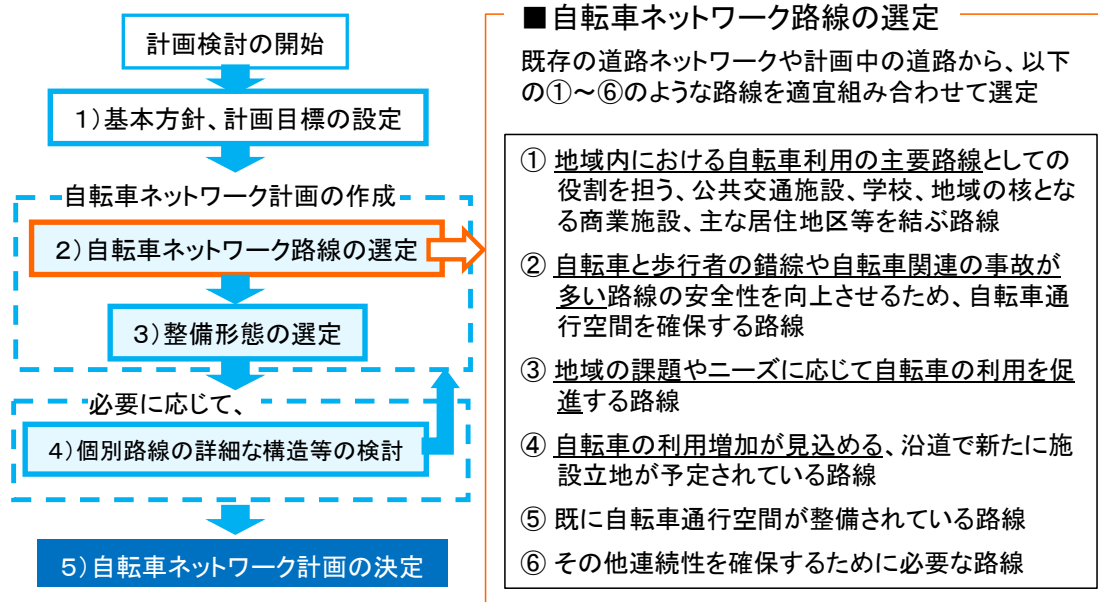 計画検討の開始
1)基本方針、計画目標の設定
自転車ネットワーク計画の作成
2)自転車ネットワーク路線の選定
3)整備形態の選定
必要に応じて、
4)個別路線の詳細な構造等の検討
5)自転車ネットワーク計画の決定
■自転車ネットワーク路線の選定
既存の道路ネットワークや計画中の道路から、以下
の①～⑥のような路線を適宜組み合わせて選定
① 地域内における自転車利用の主要路線としての
役割を担う、公共交通施設、学校、地域の核とな
る商業施設、主な居住地区等を結ぶ路線
② 自転車と歩行者の錯綜や自転車関連の事故が
多い路線の安全性を向上させるため、自転車通
行空間を確保する路線
③ 地域の課題やニーズに応じて自転車の利用を促
進する路線
④ 自転車の利用増加が見込める、沿道で新たに施
設立地が予定されている路線
⑤ 既に自転車通行空間が整備されている路線
⑥ その他連続性を確保するために必要な路線